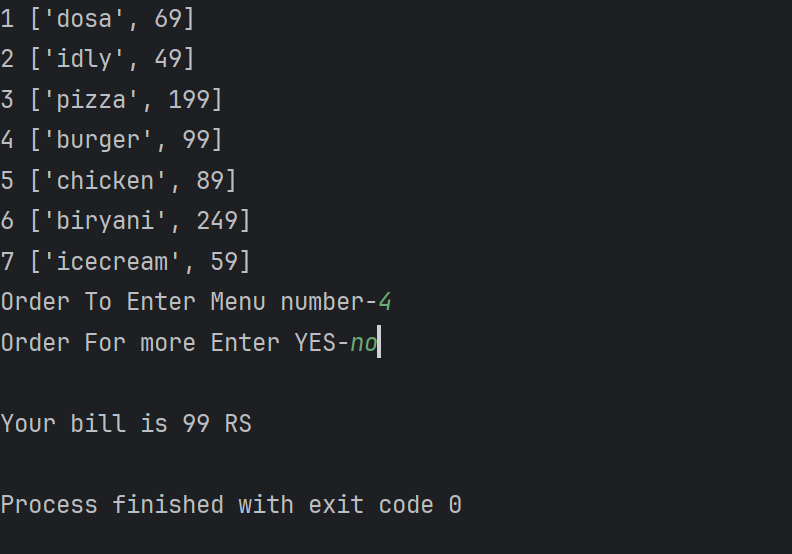 1 ['dosa', 69]
2 ['idly', 49]
3 ['pizza', 199]
4 ['burger', 99]
5 ['chicken', 89]
6 ['biryani', 249]
7 ['icecream', 59]
Order To Enter Menu number-4
Order For more Enter YES-no
Your bill is 99 RS
Process finished with exit code 0